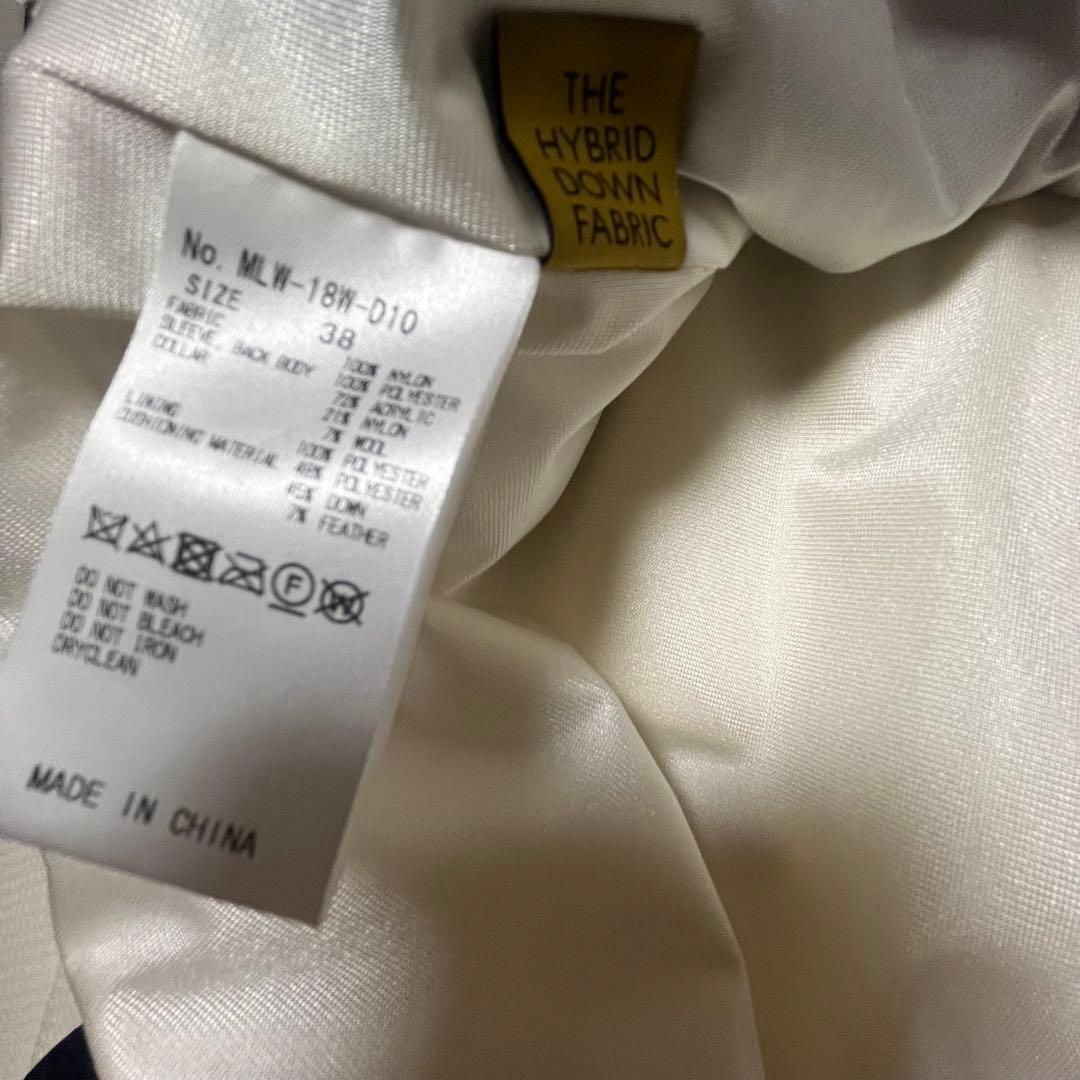 THE
HYBRID
DOWN
FABRIC
No. MLW-18W-D10
SIZE 38
FABRIC 100% NYLON
SLEEVE, BACK BODY 100% POLYESTER
COLLAR 72% ACRYLIC
21% NYLON
7% WOOL
LINING 100% POLYESTER
CUSHIONING MATERIAL 48% POLYESTER
45% DOWN
7% FEATHER
F
W
DO NOT WASH
DO NOT BLEACH
DO NOT IRON
DRYCLEAN
MADE IN CHINA